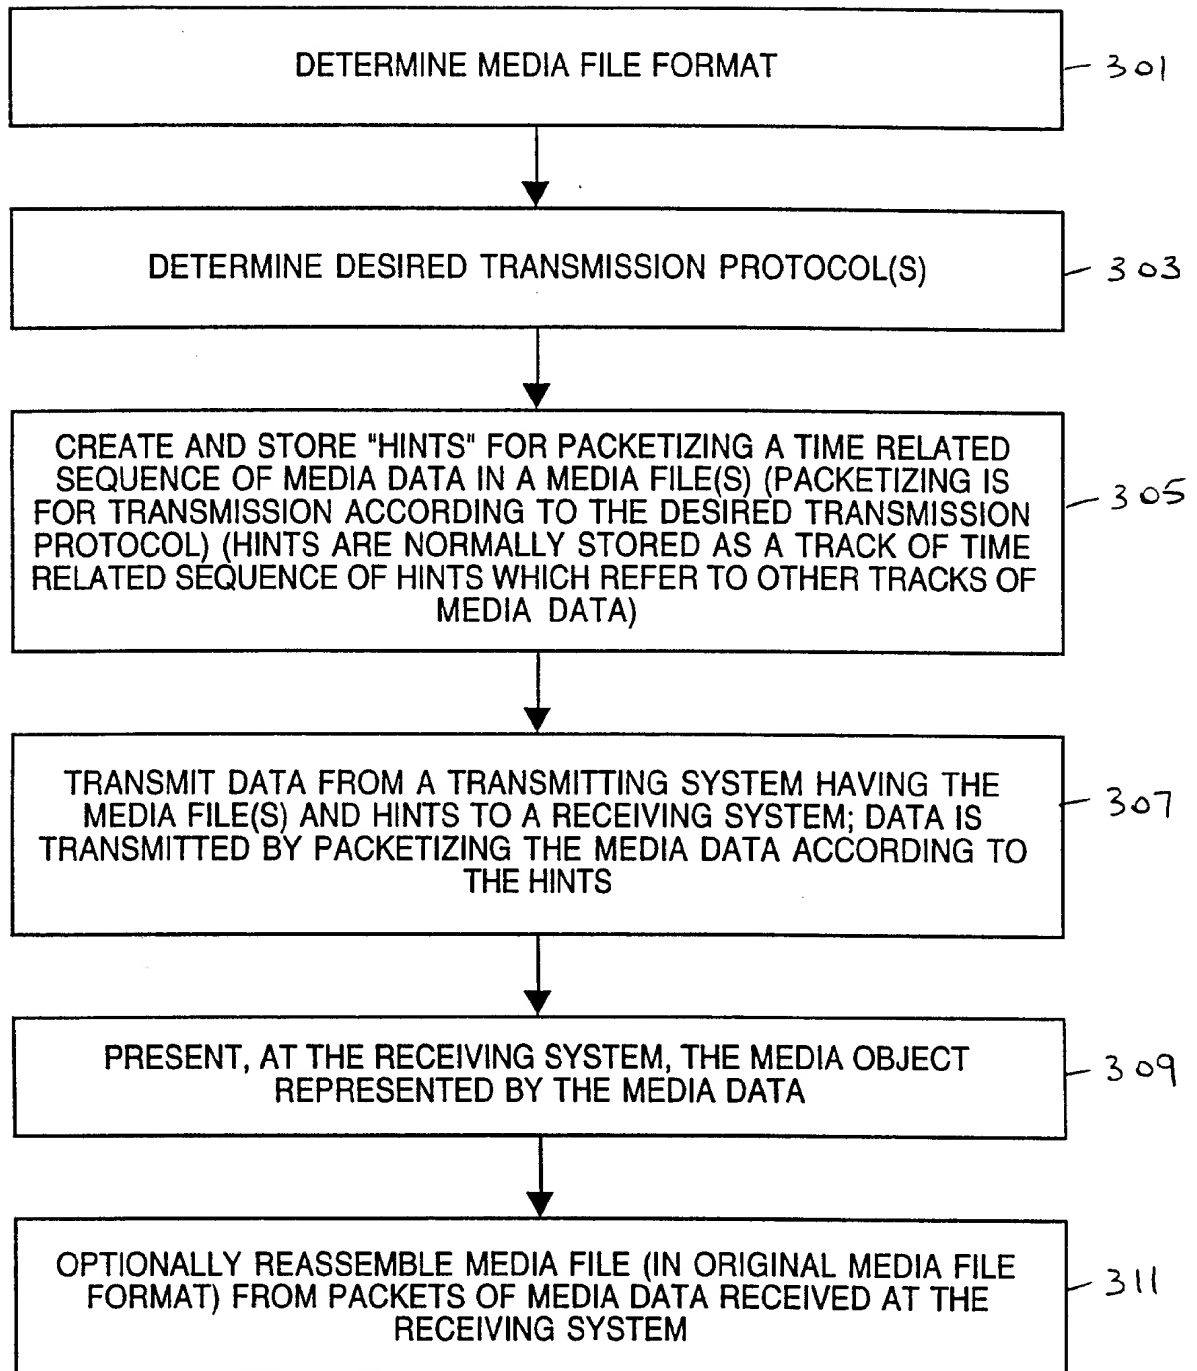 DETERMINE MEDIA FILE FORMAT
301
DETERMINE DESIRED TRANSMISSION PROTOCOL(S)
303
CREATE AND STORE "HINTS" FOR PACKETIZING A TIME RELATED
SEQUENCE OF MEDIA DATA IN A MEDIA FILE(S) (PACKETIZING IS
FOR TRANSMISSION ACCORDING TO THE DESIRED TRANSMISSION
PROTOCOL) (HINTS ARE NORMALLY STORED AS A TRACK OF TIME
RELATED SEQUENCE OF HINTS WHICH REFER TO OTHER TRACKS OF
MEDIA DATA)
305
TRANSMIT DATA FROM A TRANSMITTING SYSTEM HAVING THE
MEDIA FILE(S) AND HINTS TO A RECEIVING SYSTEM; DATA IS
TRANSMITTED BY PACKETIZING THE MEDIA DATA ACCORDING TO
THE HINTS
307
PRESENT, AT THE RECEIVING SYSTEM, THE MEDIA OBJECT
REPRESENTED BY THE MEDIA DATA
309
OPTIONALLY REASSEMBLE MEDIA FILE (IN ORIGINAL MEDIA FILE
FORMAT) FROM PACKETS OF MEDIA DATA RECEIVED AT THE
RECEIVING SYSTEM
311